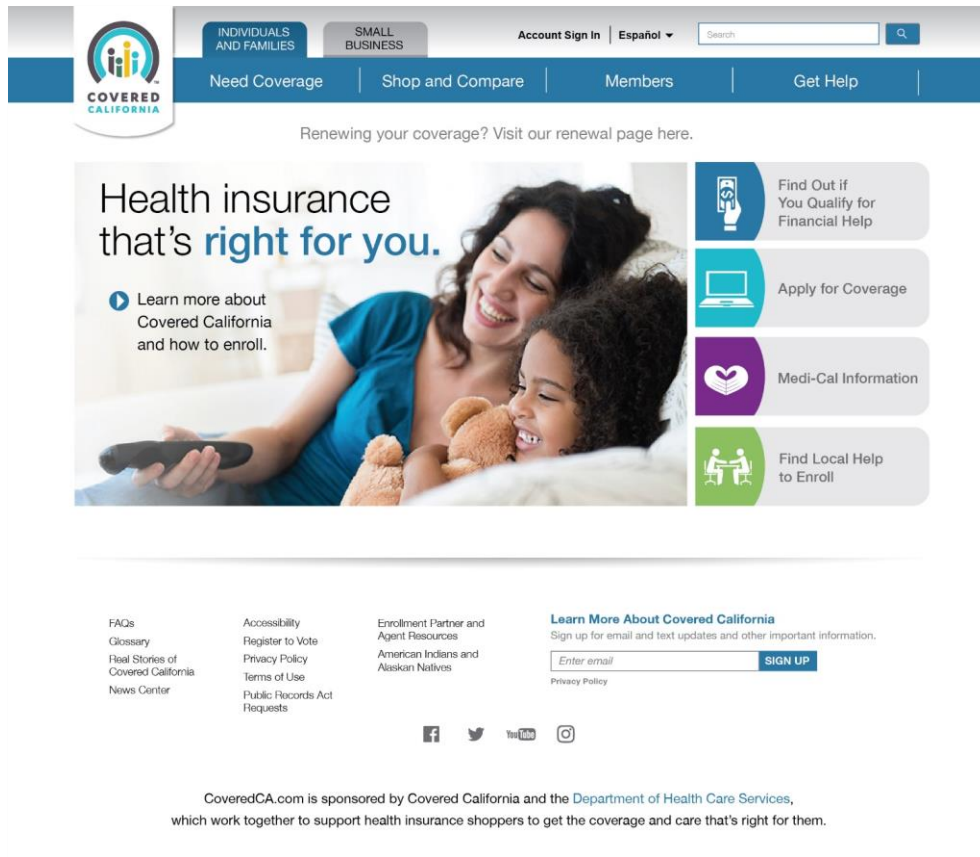 INDIVIDUALS
AND FAMILIES
SMALL
BUSINESS
Account Sign In
Español
Search
COVERED
CALIFORNIA
TM
Need Coverage
Shop and Compare
Members
Get Help
Renewing your coverage? Visit our renewal page here.
Health insurance
that's right for you.
Learn more about
Covered California
and how to enroll.
Find Out if
You Qualify for
Financial Help
Apply for Coverage
Medi-Cal Information
Find Local Help
to Enroll
FAQs
Glossary
Real Stories of
Covered California
News Center
Accessibility
Register to Vote
Privacy Policy
Terms of Use
Public Records Act
Requests
Enrollment Partner and
Agent Resources
American Indians and
Alaskan Natives
Learn More About Covered California
Sign up for email and text updates and other important information.
Enter email
SIGN UP
Privacy Policy
YouTube
CoveredCA.com is sponsored by Covered California and the Department of Health Care Services,
which work together to support health insurance shoppers to get the coverage and care that's right for them.